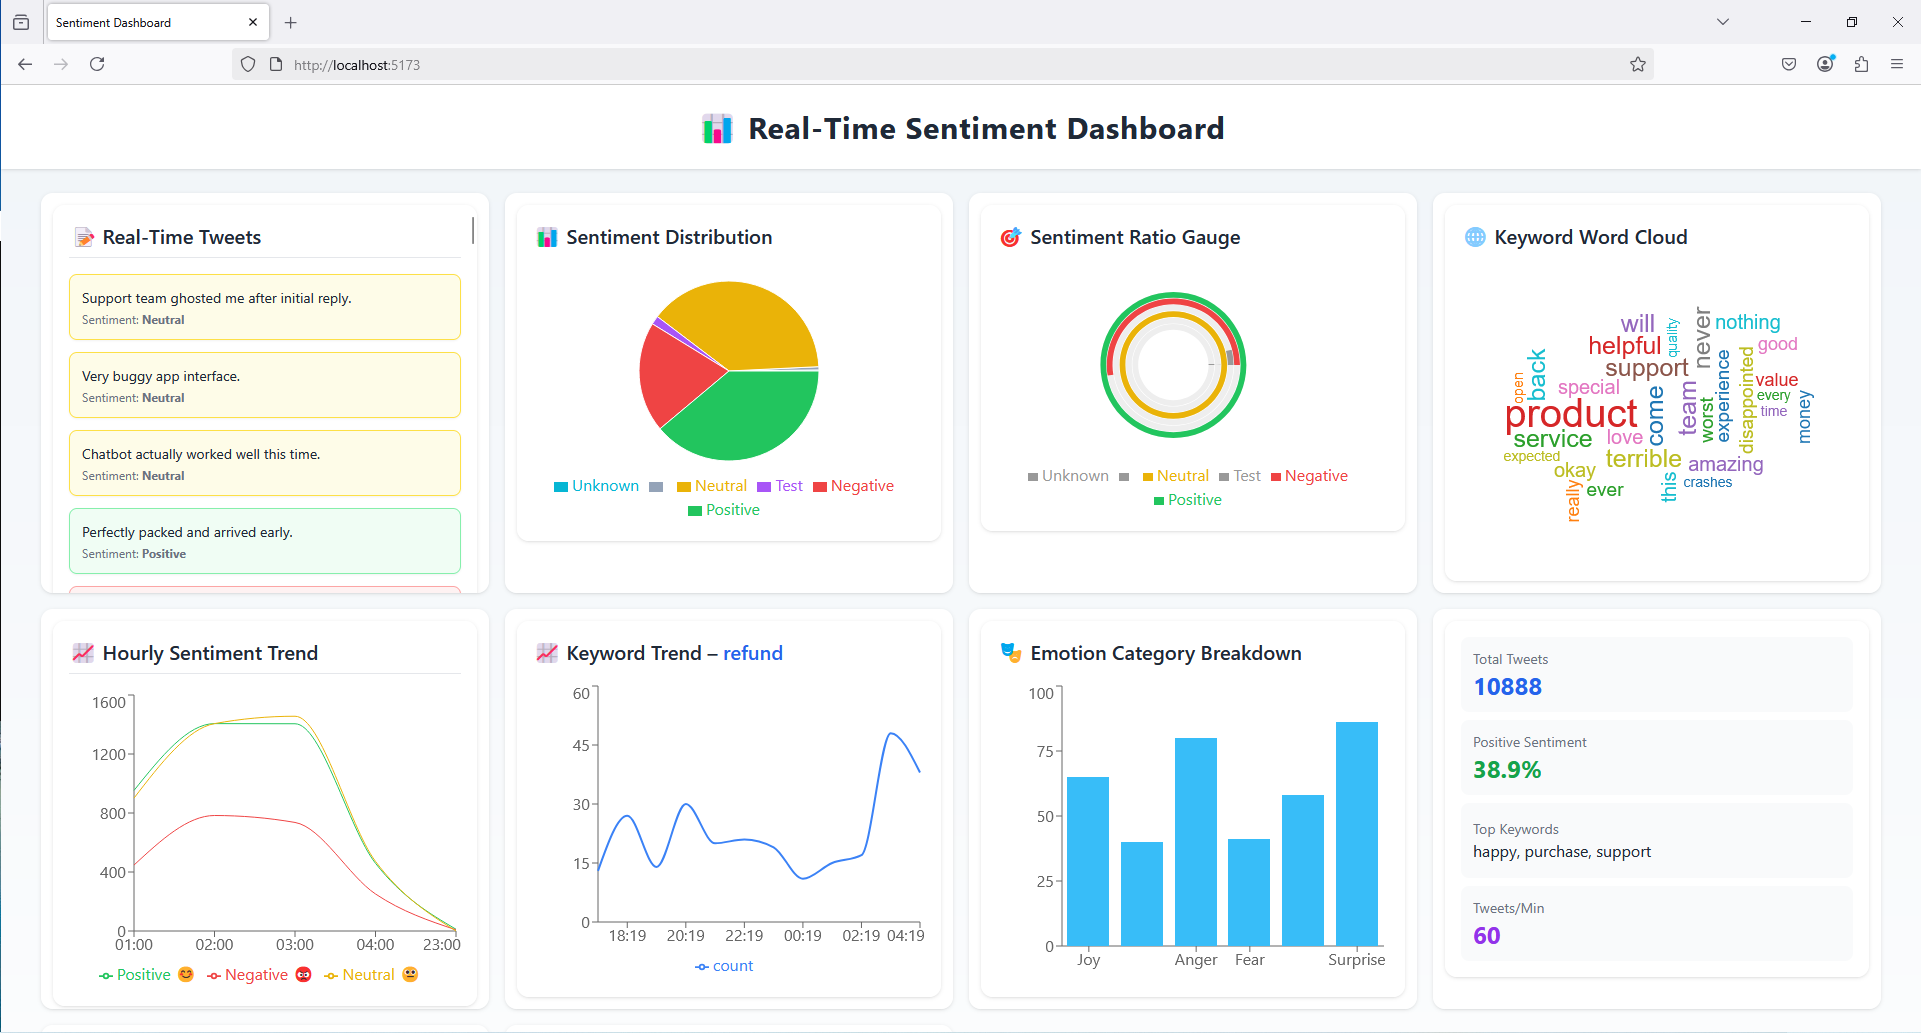 Sentiment Dashboard
http://localhost:5173
Real-Time Sentiment Dashboard
Real-Time Tweets
Support team ghosted me after initial reply.
Sentiment: Neutral
Very buggy app interface.
Sentiment: Neutral
Chatbot actually worked well this time.
Sentiment: Neutral
Perfectly packed and arrived early.
Sentiment: Positive
Sentiment Distribution
Unknown Neutral Test Negative
Positive
Sentiment Ratio Gauge
Unknown Neutral Test Negative
Positive
Keyword Word Cloud
will
quality
never
nothing
helpful
good
back
support
experience
disappointed
open
special
value
product
come
team
worst
every
time
money
service
love
expected
terrible
okay
amazing
really
ever
this
crashes
Hourly Sentiment Trend
1600
1200
800
400
0
01:00 02:00 03:00 04:00 23:00
Positive 😊 Negative 😡 Neutral 😐
Keyword Trend – refund
60
45
30
15
0
18:19 20:19 22:19 00:19 02:19 04:19
count
Emotion Category Breakdown
100
75
50
25
0
Joy Anger Fear Surprise
Total Tweets
10888
Positive Sentiment
38.9%
Top Keywords
happy, purchase, support
Tweets/Min
60